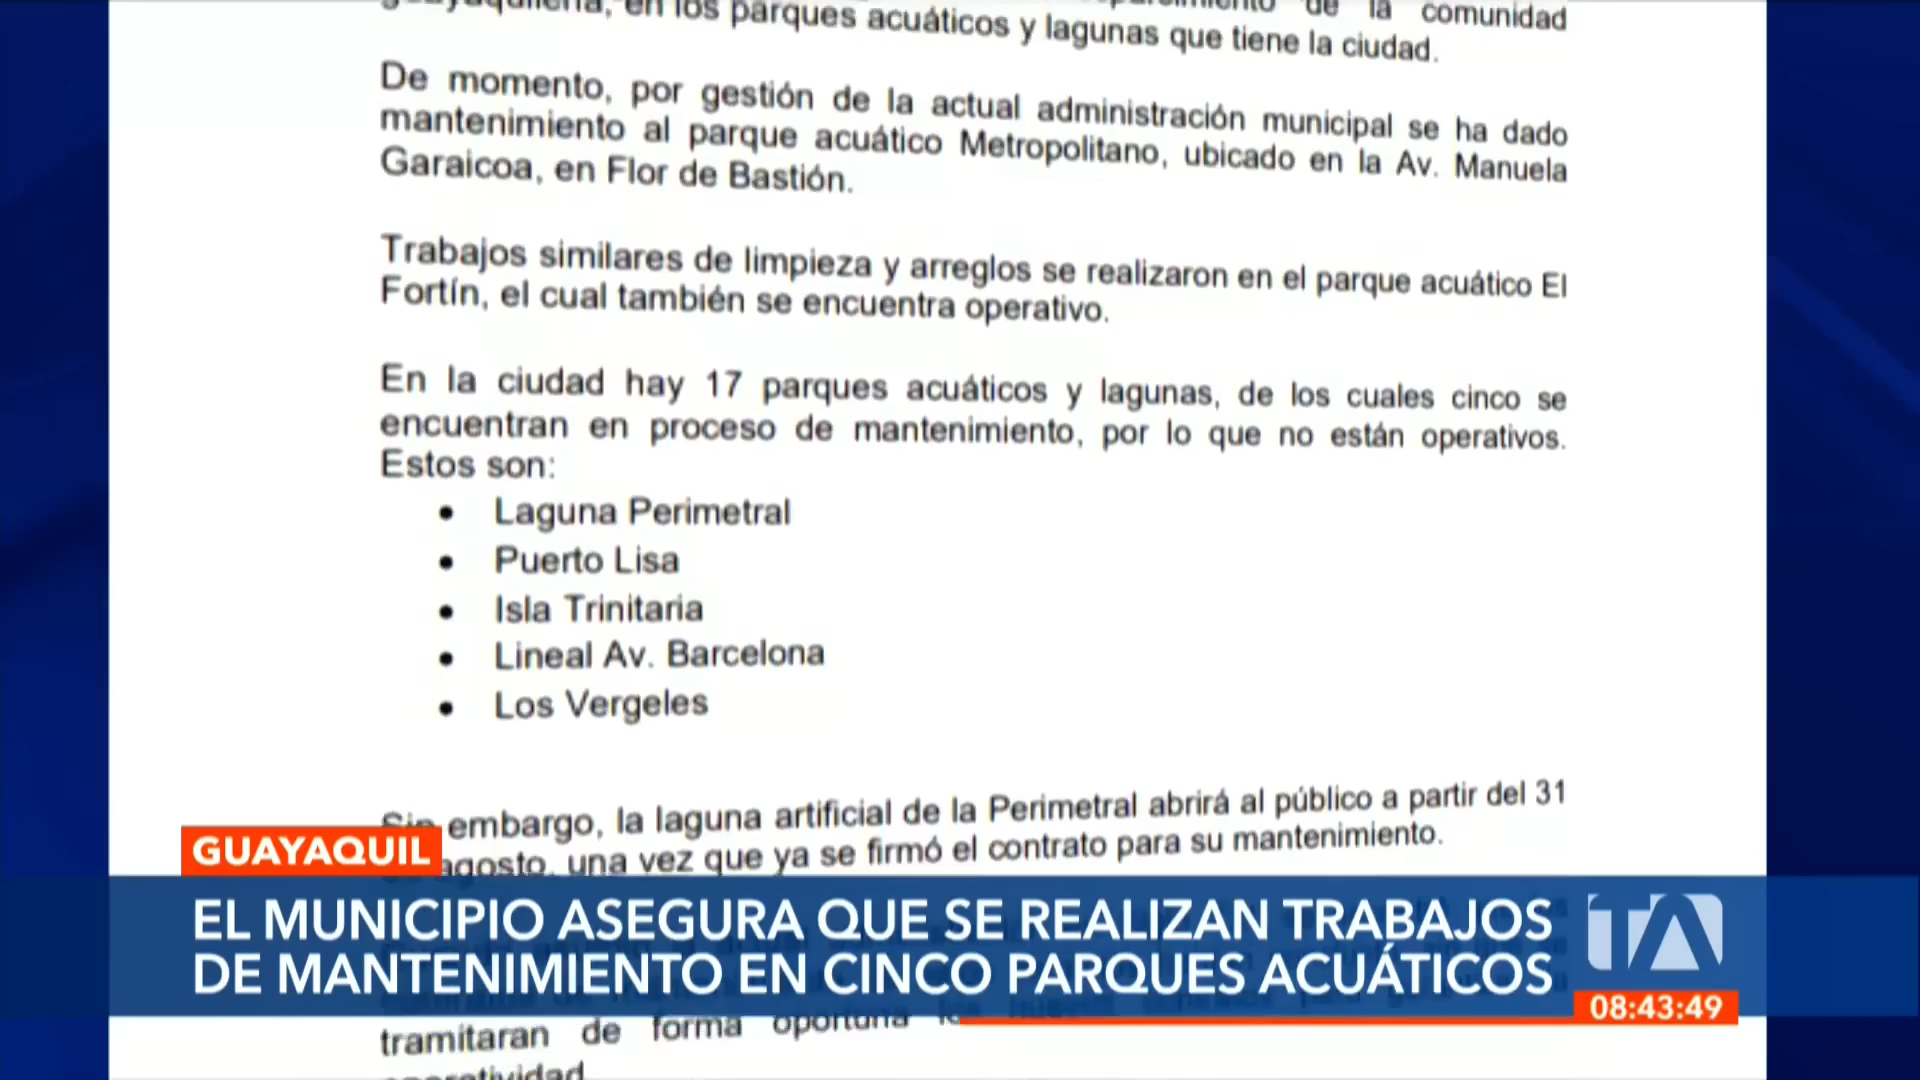 en los parques acuáticos y lagunas que tiene la ciudad.
de la comunidad
De momento, por gestión de la actual administración municipal se ha dado
mantenimiento al parque acuático Metropolitano, ubicado en la Av. Manuela
Garaicoa, en Flor de Bastión.
Trabajos similares de limpieza y arreglos se realizaron en el parque acuático El
Fortín, el cual también se encuentra operativo.
En la ciudad hay 17 parques acuáticos y lagunas, de los cuales cinco se
encuentran en proceso de mantenimiento, por lo que no están operativos.
Estos son:
• Laguna Perimetral
• Puerto Lisa
• Isla Trinitaria
• Lineal Av. Barcelona
• Los Vergeles
embargo, la laguna artificial de la Perimetral abrirá al público a partir del 31
agosto, una vez que ya se firmó el contrato para su mantenimiento.
GUAYAQUIL
EL MUNICIPIO ASEGURA QUE SE REALIZAN TRABAJOS
DE MANTENIMIENTO EN CINCO PARQUES ACUÁTICOS
TA
08:43:49
tramitaran de forma oportuna